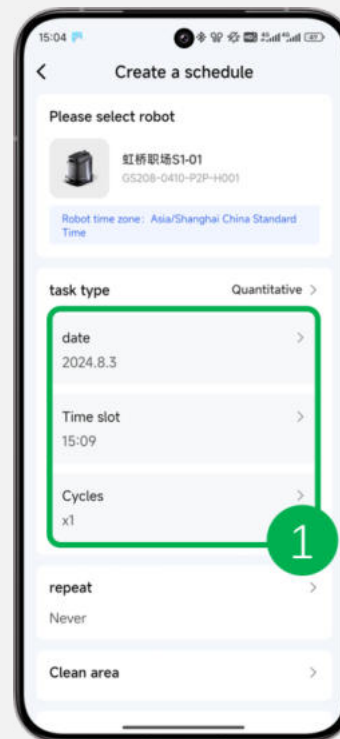 15:04
Create a schedule
Please select robot
虹桥职场S1-01
GS208-0410-P2P-H001
Robot time zone: Asia/Shanghai China Standard
Time
task type Quantitative
date
2024.8.3
Time slot
15:09
Cycles
x1
1
repeat
Never
Clean area